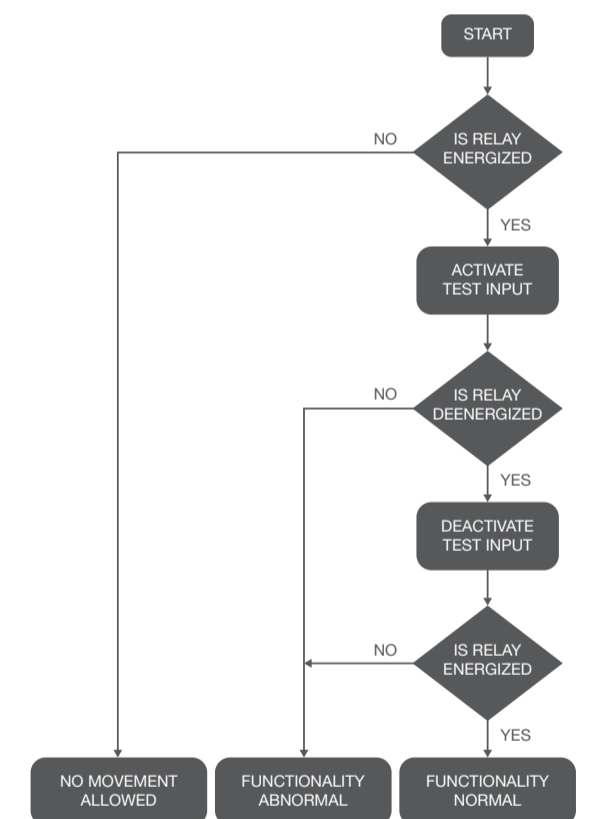 START
NO
IS RELAY
ENERGIZED
YES
ACTIVATE
TEST INPUT
NO
IS RELAY
DEENERGIZED
YES
DEACTIVATE
TEST INPUT
NO
IS RELAY
ENERGIZED
YES
NO MOVEMENT
ALLOWED
FUNCTIONALITY
ABNORMAL
FUNCTIONALITY
NORMAL